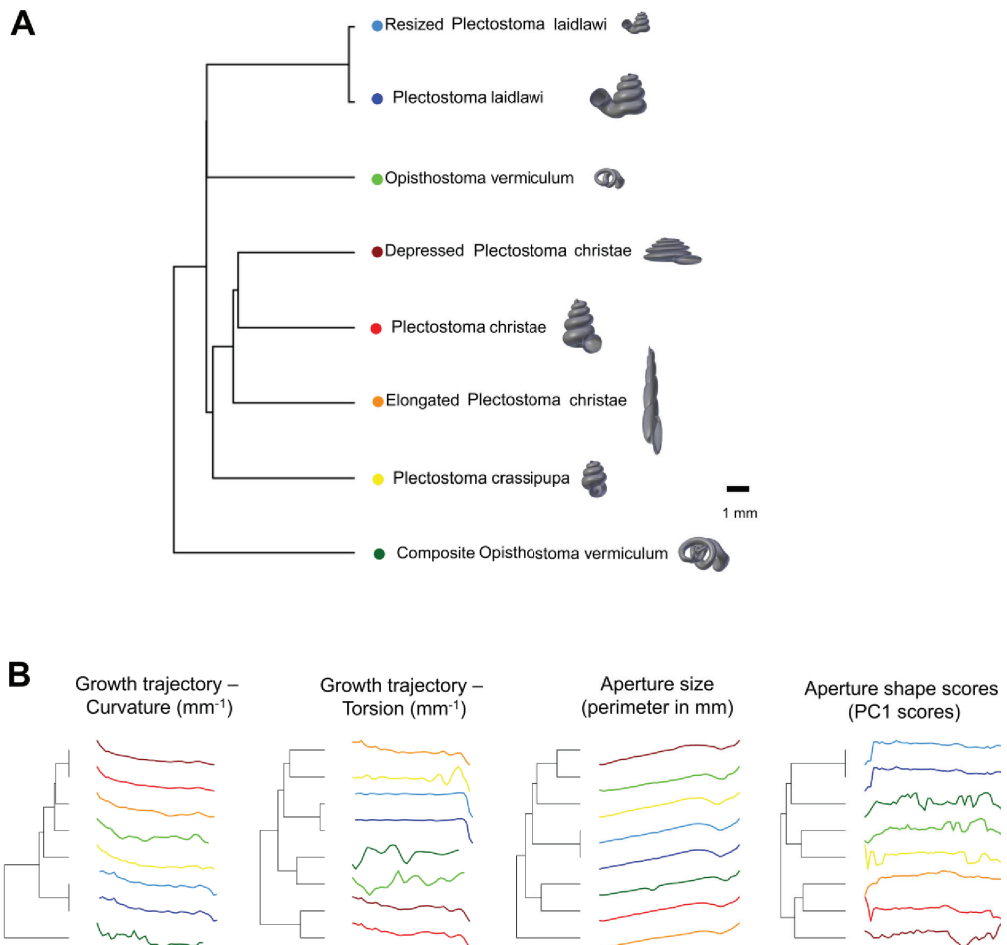 A
Resized Plectostoma laidlawi
Plectostoma laidlawi
Opisthostoma vermiculum
Depressed Plectostoma christae
Plectostoma christae
Elongated Plectostoma christae
Plectostoma crassipupa
1 mm
Composite Opisthostoma vermiculum
B
Growth trajectory –
Curvature (mm-1)
Growth trajectory –
Torsion (mm-1)
Aperture size
(perimeter in mm)
Aperture shape scores
(PC1 scores)